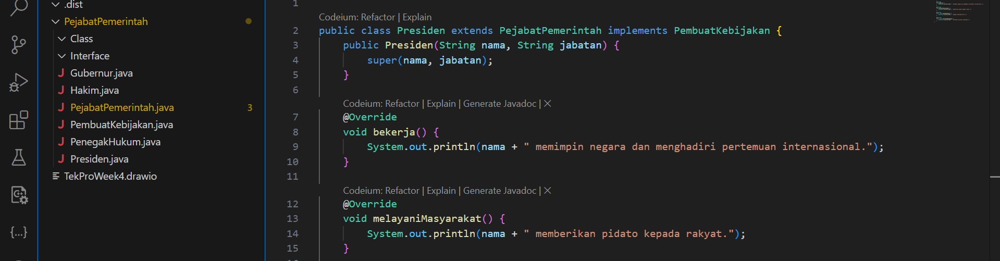 .dist
PejabatPemerintah
Class
Interface
J Gubernur.java
J Hakim.java
J PejabatPemerintah.java 3
J PembuatKebijakan.java
J PenegakHukum.java
J Presiden.java
TekProWeek4.drawio
1
Codeium: Refactor | Explain
2 public class Presiden extends PejabatPemerintah implements PembuatKebijakan {
3 public Presiden(String nama, String jabatan) {
4 super(nama, jabatan);
5 }
6
Codeium: Refactor | Explain | Generate Javadoc | ×
7 @Override
8 void bekerja() {
9 System.out.println(nama + " memimpin negara dan menghadiri pertemuan internasional.");
10 }
11
Codeium: Refactor | Explain | Generate Javadoc | ×
12 @Override
13 void melayaniMasyarakat() {
14 System.out.println(nama + " memberikan pidato kepada rakyat.");
15 }